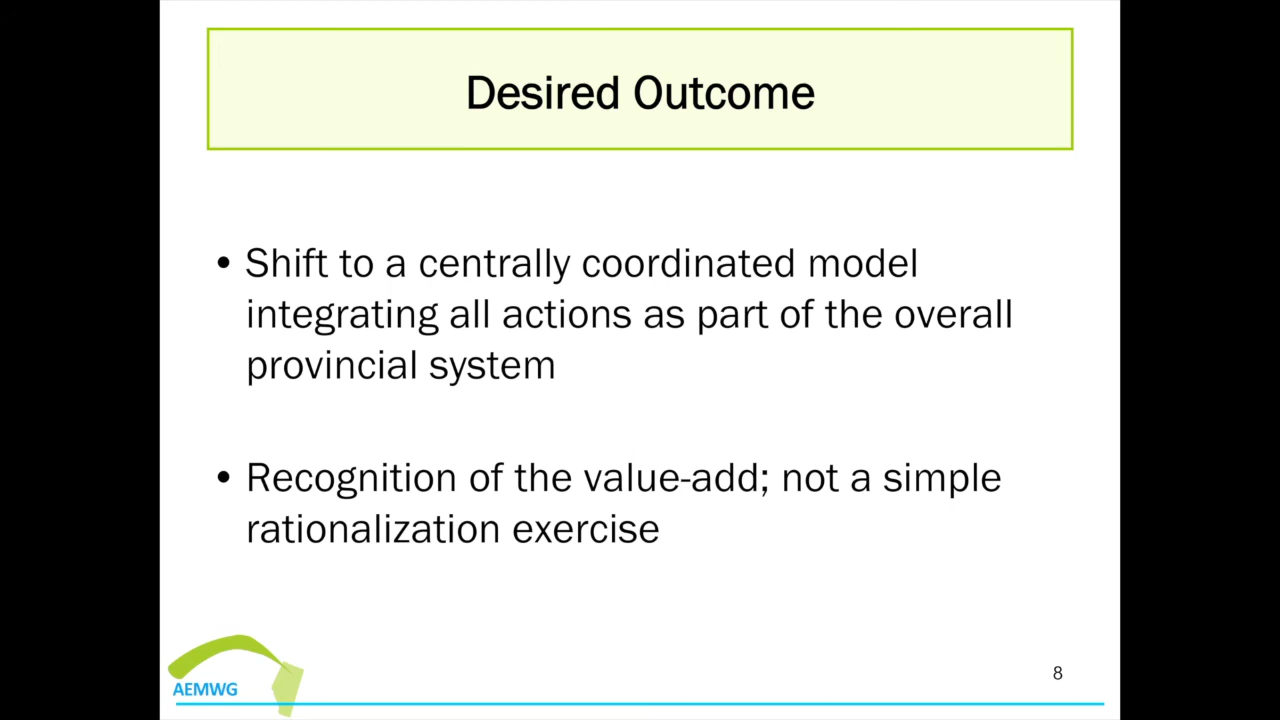 Desired Outcome
• Shift to a centrally coordinated model
integrating all actions as part of the overall
provincial system
• Recognition of the value-add; not a simple
rationalization exercise
AEMWG
8